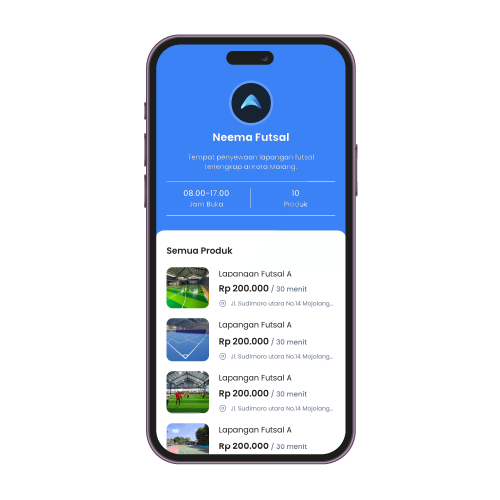 Neema Futsal
Tempat penyewaan lapangan futsal
terlengkap di Kota Malang.
08.00-17.00
Jam Buka
10
Produk
Semua Produk
Lapangan Futsal A
Rp 200.000 / 30 menit
Jl. Sudimoro utara No.14 Mojolang...
Lapangan Futsal A
Rp 200.000 / 30 menit
Jl. Sudimoro utara No.14 Mojolang...
Lapangan Futsal A
Rp 200.000 / 30 menit
Jl. Sudimoro utara No.14 Mojolang...
Lapangan Futsal A
Rp 200.000 / 30 menit